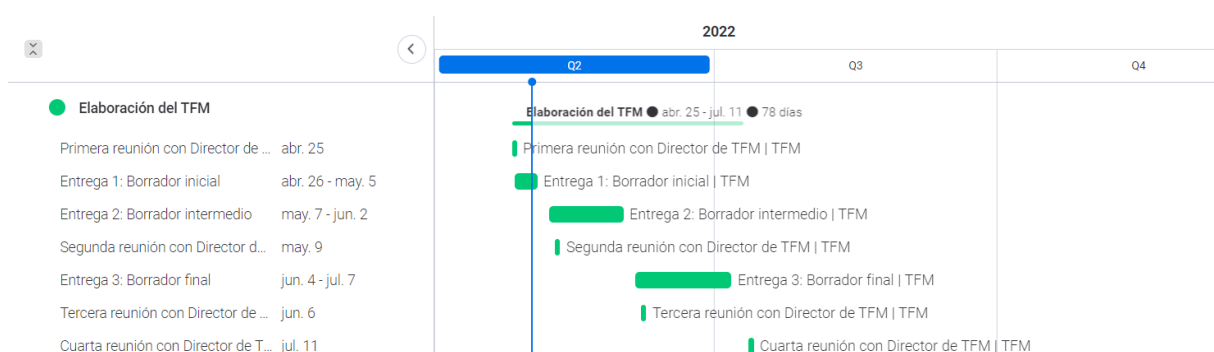 2022
Q2 Q3 Q4
Elaboración del TFM Elaboración del TFM ● abr. 25 - jul. 11 ● 78 días
Primera reunión con Director de ... abr. 25 Primera reunión con Director de TFM | TFM
Entrega 1: Borrador inicial abr. 26 - may. 5 Entrega 1: Borrador inicial | TFM
Entrega 2: Borrador intermedio may. 7 - jun. 2 Entrega 2: Borrador intermedio | TFM
Segunda reunión con Director d... may. 9 Segunda reunión con Director de TFM | TFM
Entrega 3: Borrador final jun. 4 - jul. 7 Entrega 3: Borrador final | TFM
Tercera reunión con Director de ... jun. 6 Tercera reunión con Director de TFM | TFM
Cuarta reunión con Director de T... jul. 11 Cuarta reunión con Director de TFM | TFM